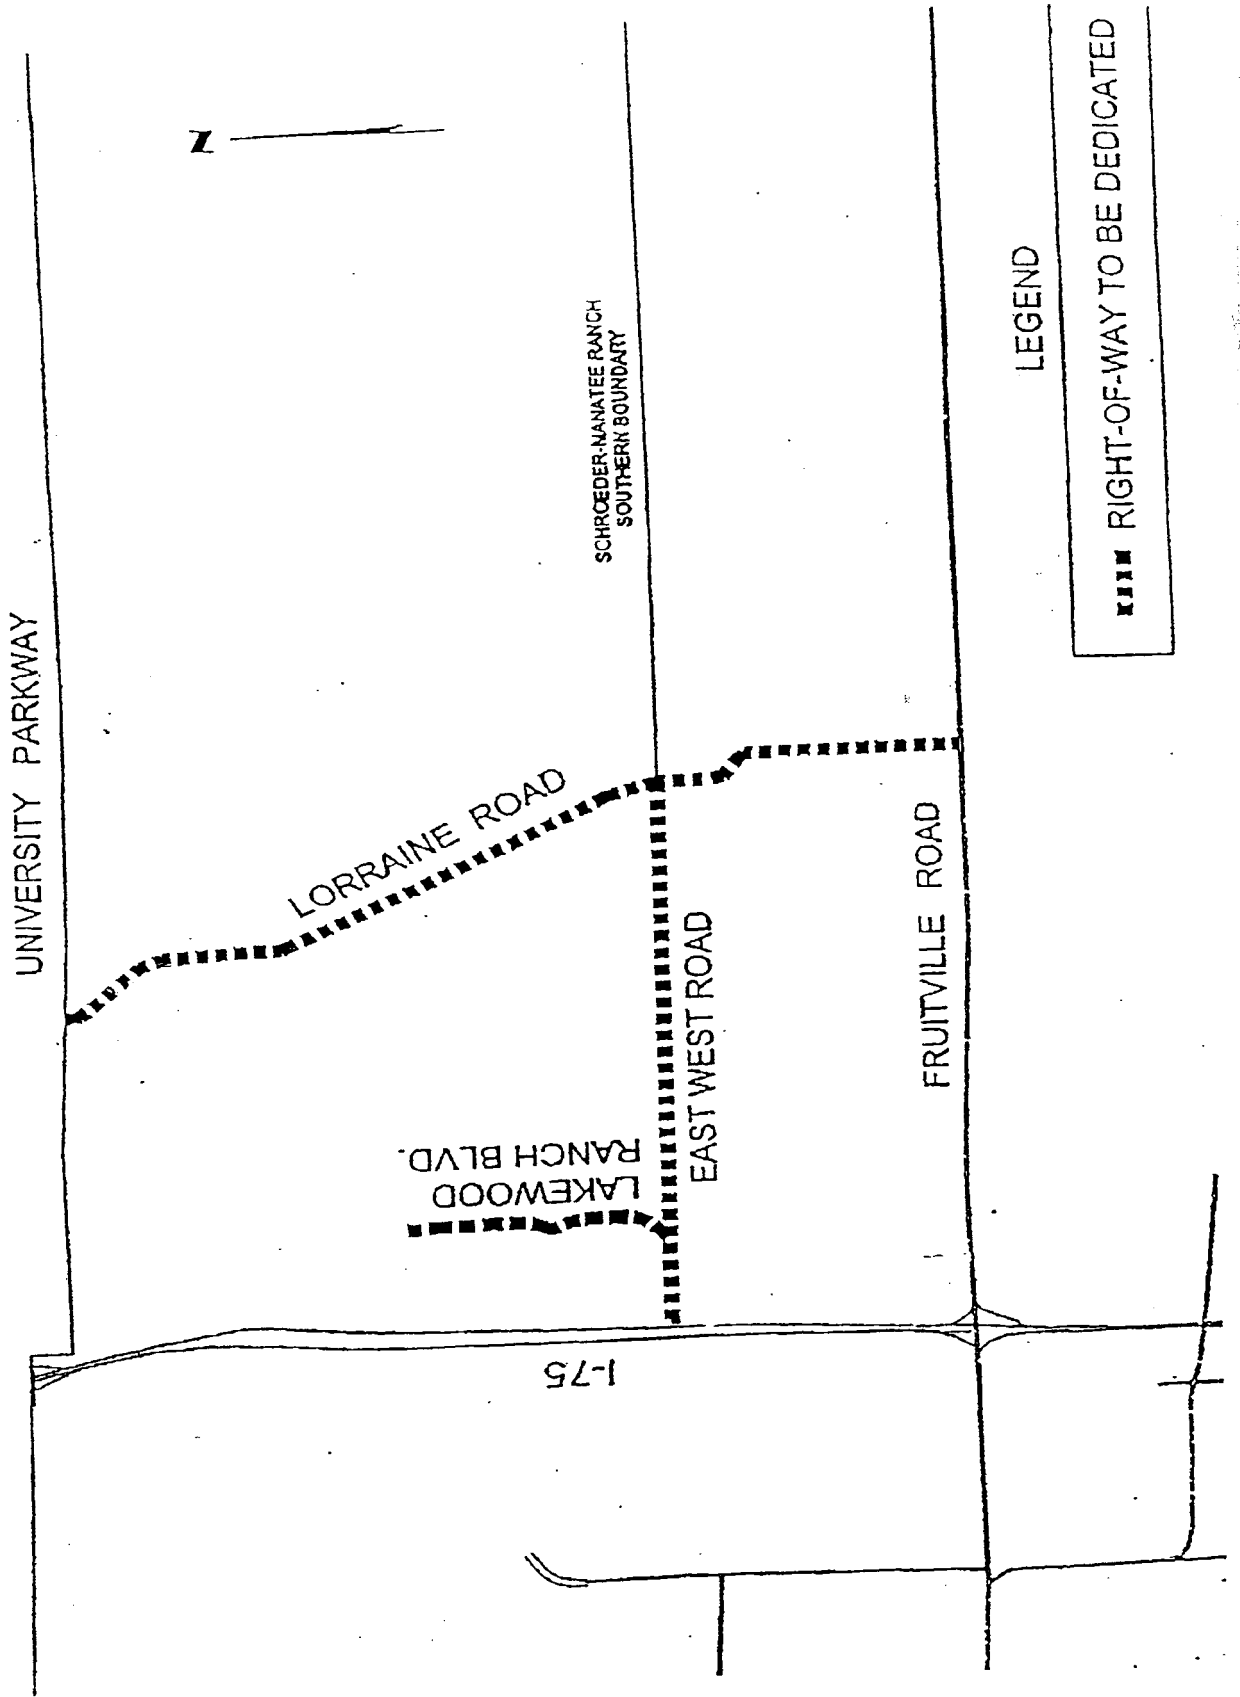 UNIVERSITY PARKWAY
N
LORRAINE ROAD
SCHROEDER-MANATEE RANCH
SOUTHERN BOUNDARY
LAKEWOOD
RANCH BLVD.
EAST WEST ROAD
I-75
FRUITVILLE ROAD
LEGEND
RIGHT-OF-WAY TO BE DEDICATED